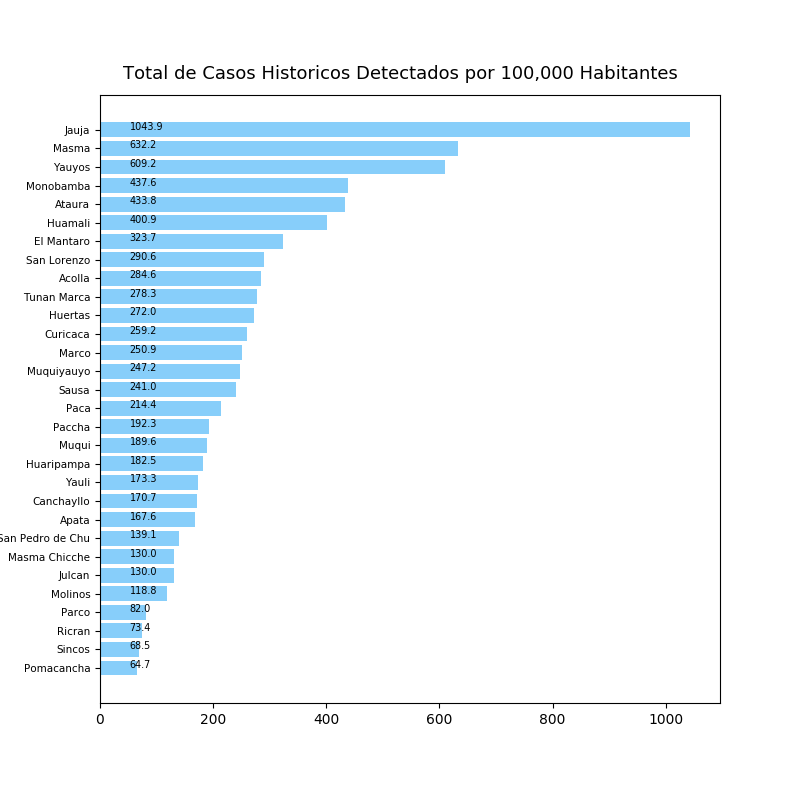 Total de Casos Historicos Detectados por 100,000 Habitantes
Jauja 1043.9
Masma 632.2
Yauyos 609.2
Monobamba 437.6
Ataura 433.8
Huamali 400.9
El Mantaro 323.7
San Lorenzo 290.6
Acolla 284.6
Tunan Marca 278.3
Huertas 272.0
Curicaca 259.2
Marco 250.9
Muquiyauyo 247.2
Sausa 241.0
Paca 214.4
Paccha 192.3
Muqui 189.6
Huaripampa 182.5
Yauli 173.3
Canchayllo 170.7
Apata 167.6
San Pedro de Chu 139.1
Masma Chicche 130.0
Julcan 130.0
Molinos 118.8
Parco 82.0
Ricran 73.4
Sincos 68.5
Pomacancha 64.7
0 200 400 600 800 1000